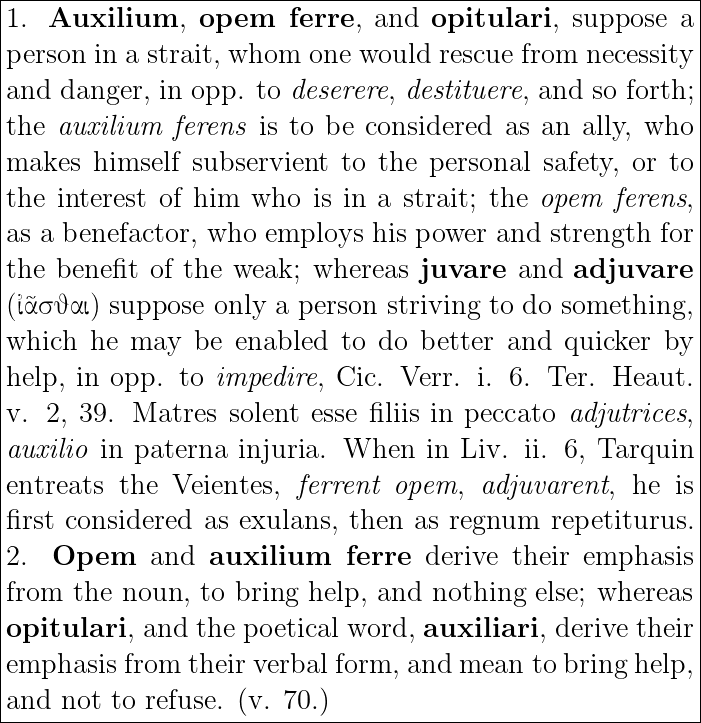 1. Auxilium, opem ferre, and opitulari, suppose a
person in a strait, whom one would rescue from necessity
and danger, in opp. to deserere, destituere, and so forth;
the auxilium ferens is to be considered as an ally, who
makes himself subservient to the personal safety, or to
the interest of him who is in a strait; the opem ferens,
as a benefactor, who employs his power and strength for
the benefit of the weak; whereas juvare and adjuvare
(ἰᾶσϑαι) suppose only a person striving to do something,
which he may be enabled to do better and quicker by
help, in opp. to impedire, Cic. Verr. i. 6. Ter. Heaut.
v. 2, 39. Matres solent esse filiis in peccato adjutrices,
auxilio in paterna injuria. When in Liv. ii. 6, Tarquin
entreats the Veientes, ferrent opem, adjuvarent, he is
first considered as exulans, then as regnum repetiturus.
2. Opem and auxilium ferre derive their emphasis
from the noun, to bring help, and nothing else; whereas
opitulari, and the poetical word, auxiliari, derive their
emphasis from their verbal form, and mean to bring help,
and not to refuse. (v. 70.)